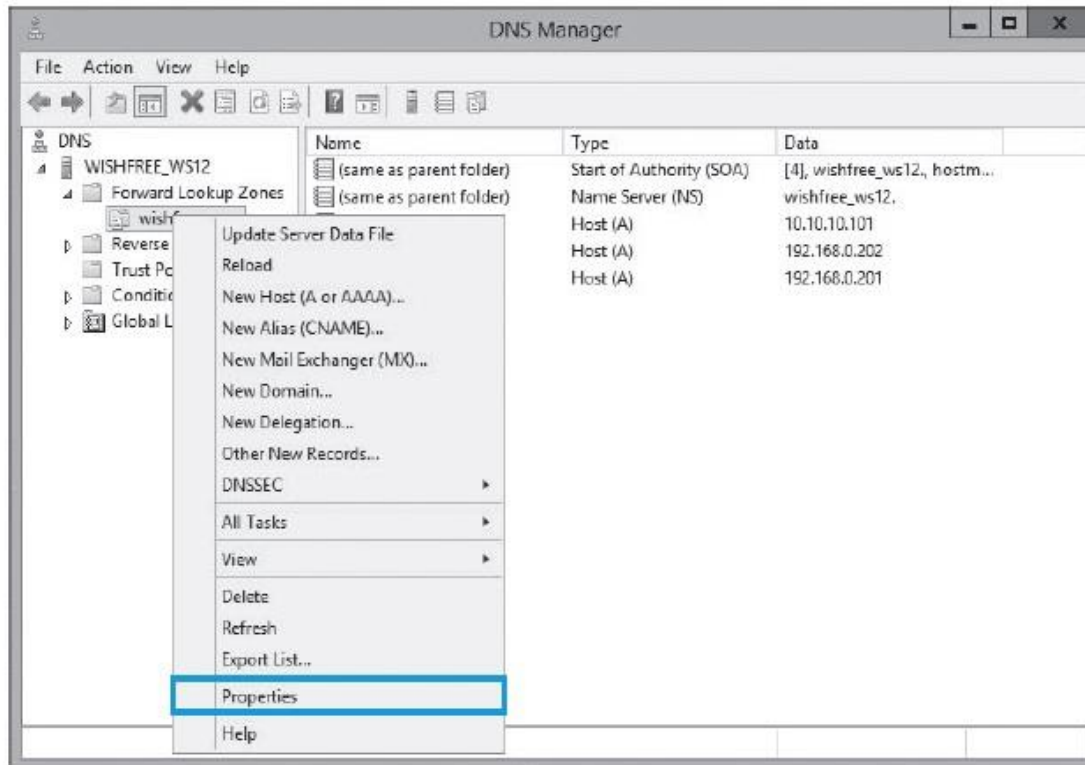 DNS Manager
File Action View Help
DNS
WISHFREE_WS12
Forward Lookup Zones
wishf
Reverse
Trust Po
Conditic
Global L
Name Type Data
(same as parent folder) Start of Authority (SOA) [4], wishfree_ws12., hostm...
(same as parent folder) Name Server (NS) wishfree_ws12.
Host (A) 10.10.10.101
Host (A) 192.168.0.202
Host (A) 192.168.0.201
Update Server Data File
Reload
New Host (A or AAAA)...
New Alias (CNAME)...
New Mail Exchanger (MX)...
New Domain...
New Delegation...
Other New Records...
DNSSEC
All Tasks
View
Delete
Refresh
Export List...
Properties
Help